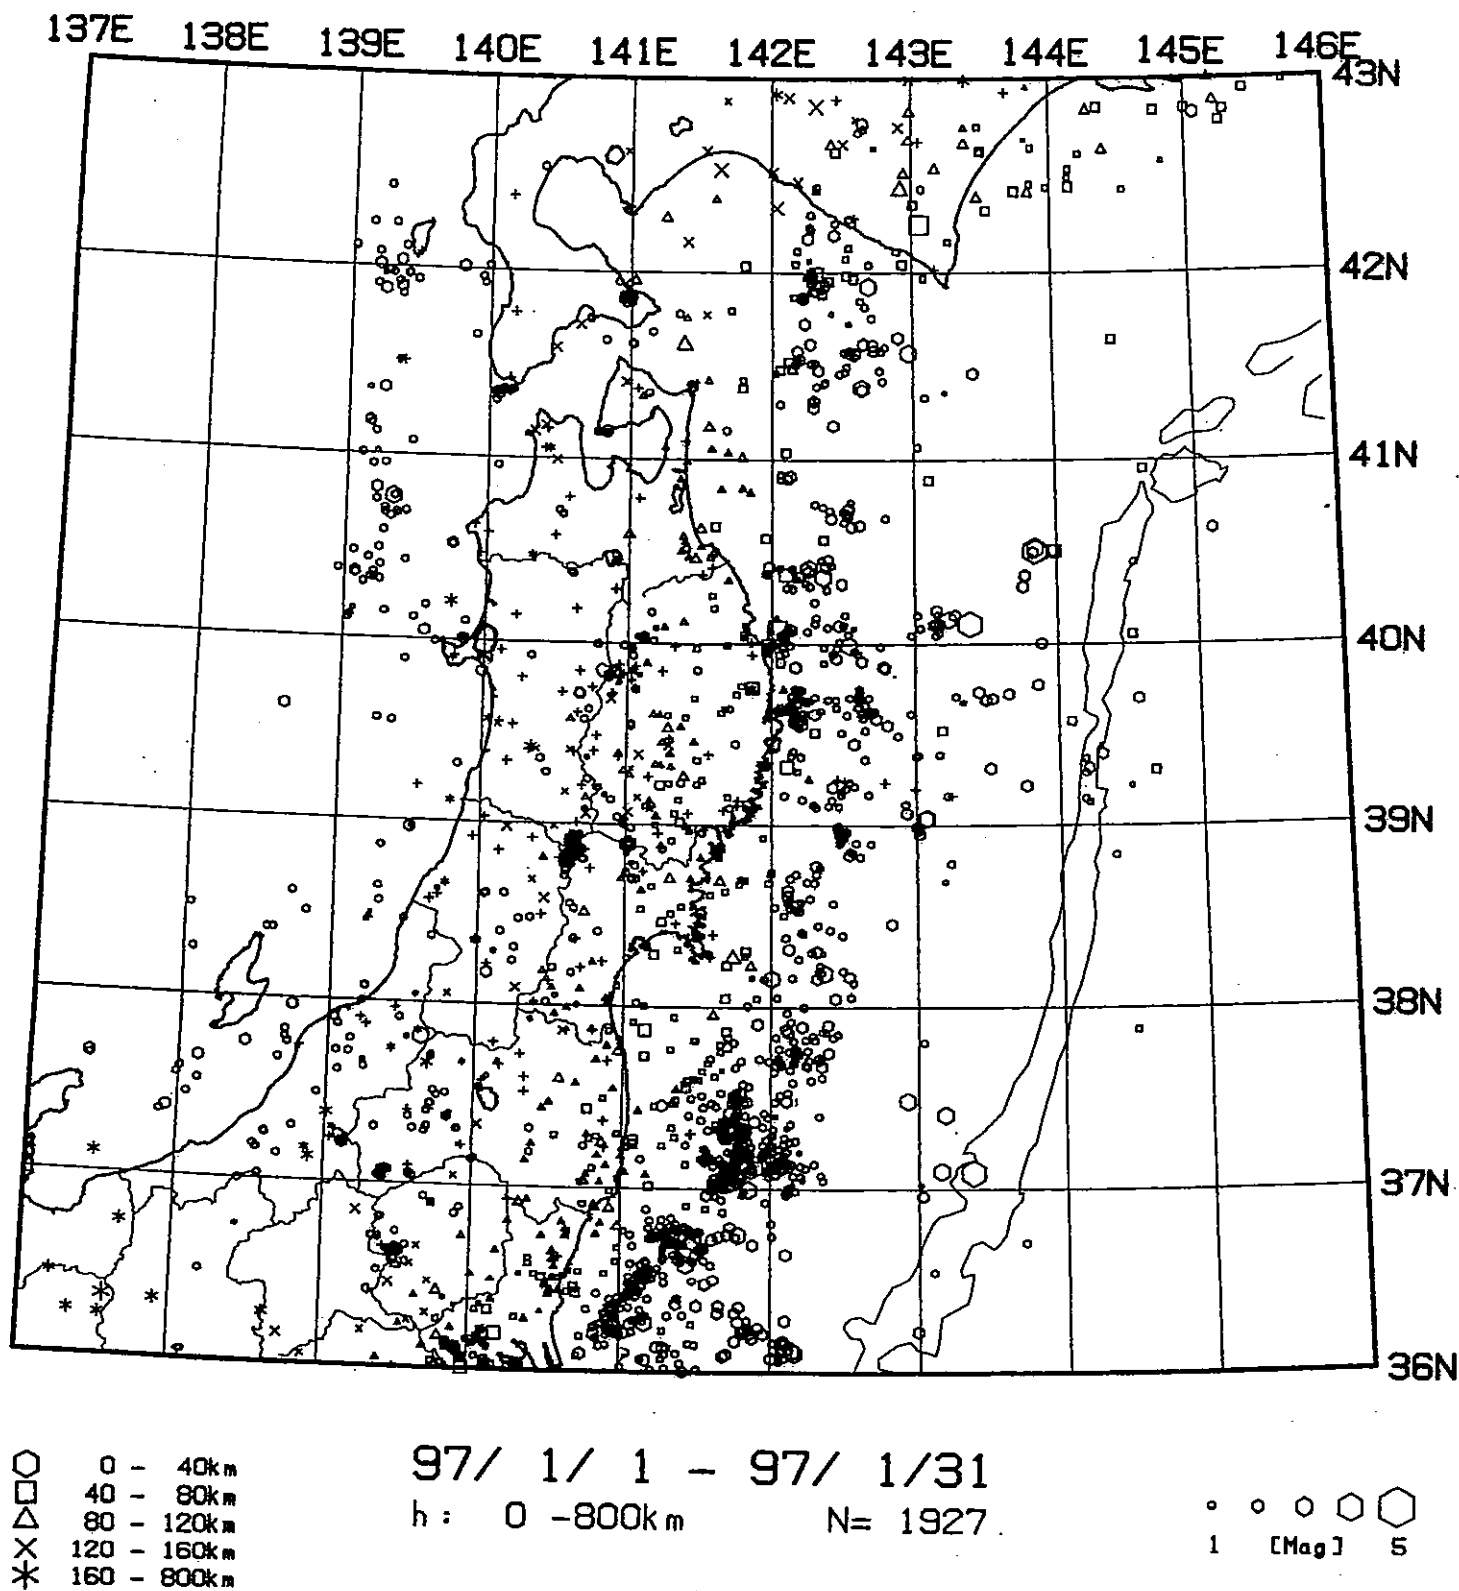 137E 138E 139E 140E 141E 142E 143E 144E 145E 146E
43N
42N
41N
40N
39N
38N
37N
36N
0 - 40km
40 - 80km
80 - 120km
120 - 160km
160 - 800km
97/ 1/ 1 - 97/ 1/31
h: 0 -800km N= 1927
1 [Mag] 5